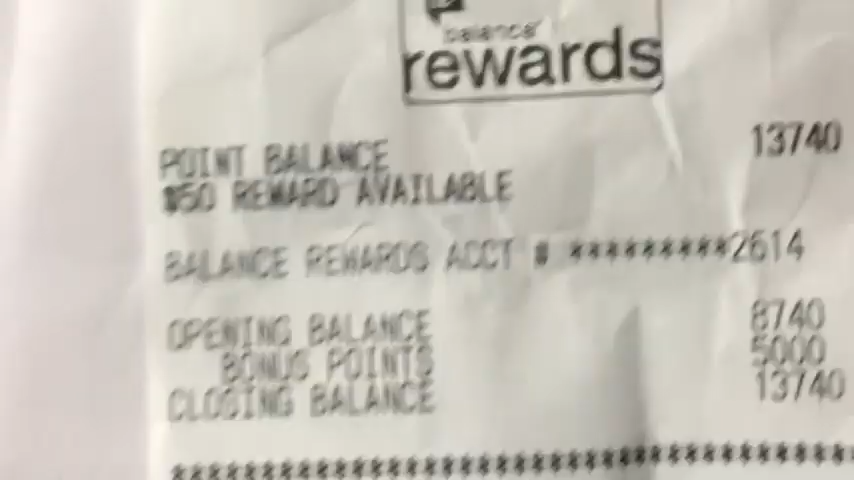 balance
rewards
POINT BALANCE 13740
$50 REWARD AVAILABLE
BALANCE REWARDS ACCT # *********2614
OPENING BALANCE 8740
BONUS POINTS 5000
CLOSING BALANCE 13740
****************************************